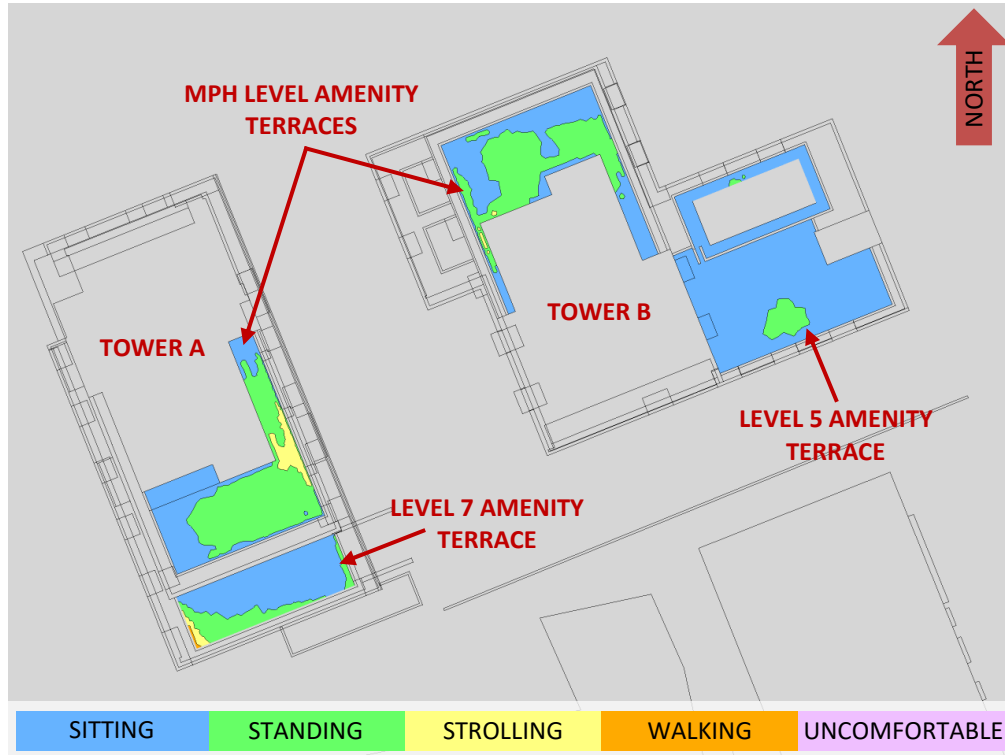 NORTH
MPH LEVEL AMENITY
TERRACES
TOWER A
TOWER B
LEVEL 5 AMENITY
TERRACE
LEVEL 7 AMENITY
TERRACE
SITTING
STANDING
STROLLING
WALKING
UNCOMFORTABLE